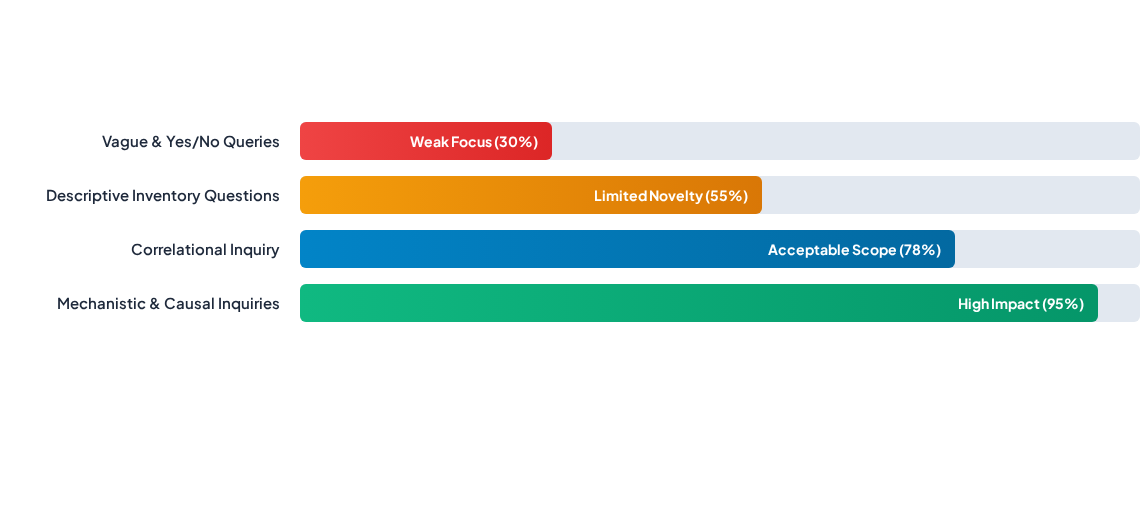 Vague & Yes/No Queries
Weak Focus (30%)
Descriptive Inventory Questions
Limited Novelty (55%)
Correlational Inquiry
Acceptable Scope (78%)
Mechanistic & Causal Inquiries
High Impact (95%)